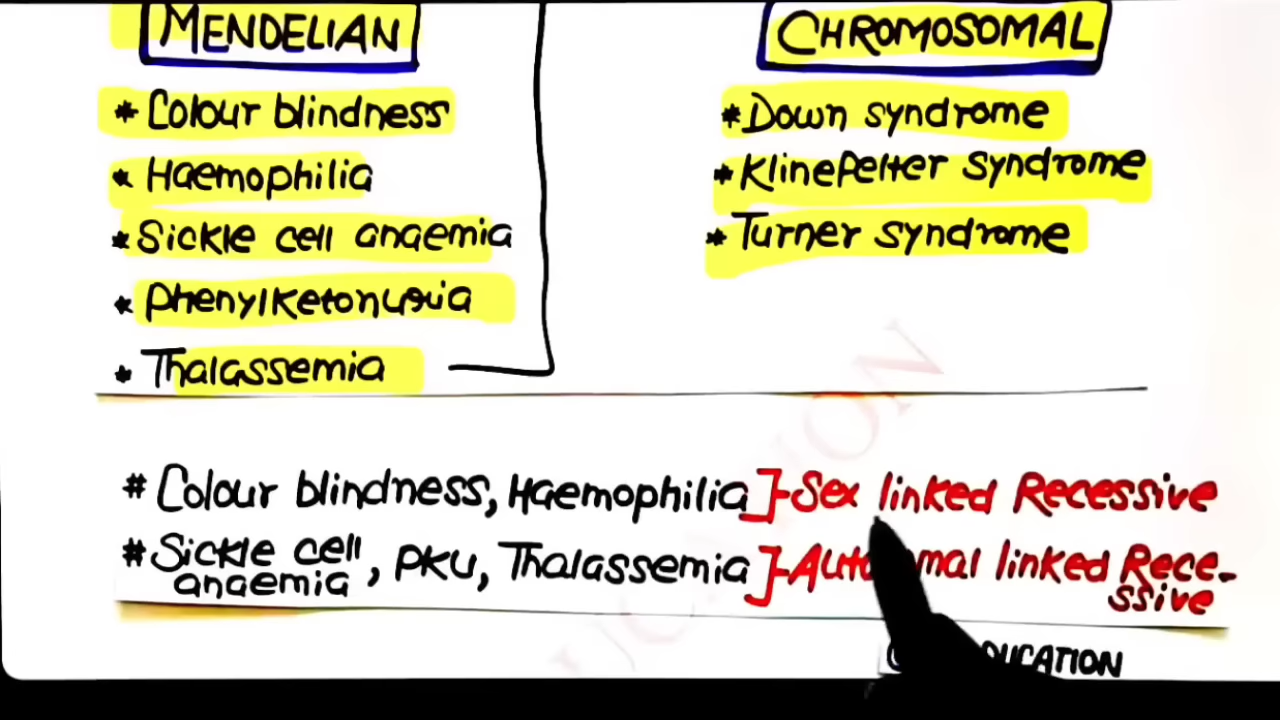 MENDELIAN
* Colour blindness
* Haemophilia
* Sickle cell anaemia
* Phenylketonuria
* Thalassemia
CHROMOSOMAL
* Down syndrome
* Klinefelter syndrome
* Turner syndrome
# Colour blindness, Haemophilia]-Sex linked Recessive
# Sickle cell anaemia, PKU, Thalassemia]-linked Rece-
ssive